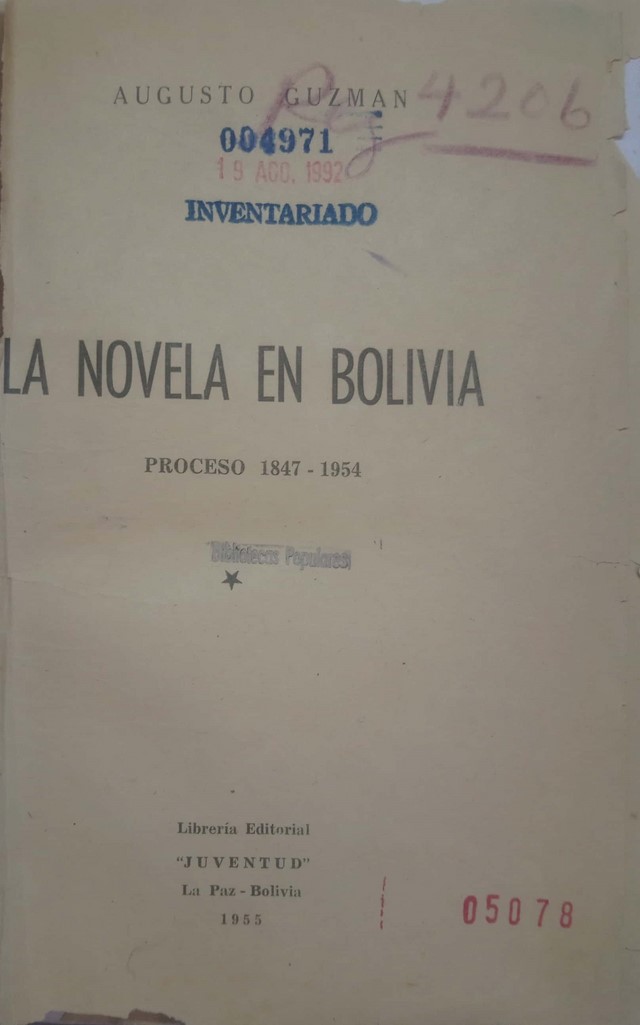 AUGUSTO GUZMAN
4206
004971
19 AGO. 1992
INVENTARIADO
LA NOVELA EN BOLIVIA
PROCESO 1847 - 1954
Bibliotecas Populares
Librería Editorial
"JUVENTUD"
La Paz - Bolivia
1955
05078